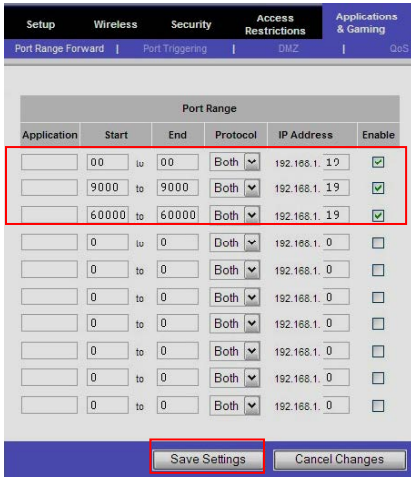 Setup Wireless Security Access Restrictions Applications & Gaming
Port Range Forward | Port Triggering | DMZ | QoS
Port Range
Application Start End Protocol IP Address Enable
00 to 00 Both 192.168.1. 19
9000 to 9000 Both 192.168.1. 19
60000 to 60000 Both 192.168.1. 19
0 to 0 Both 192.168.1. 0
0 to 0 Both 192.168.1. 0
0 to 0 Both 192.168.1. 0
0 to 0 Both 192.168.1. 0
0 to 0 Both 192.168.1. 0
0 to 0 Both 192.168.1. 0
0 to 0 Both 192.168.1. 0
Save Settings Cancel Changes